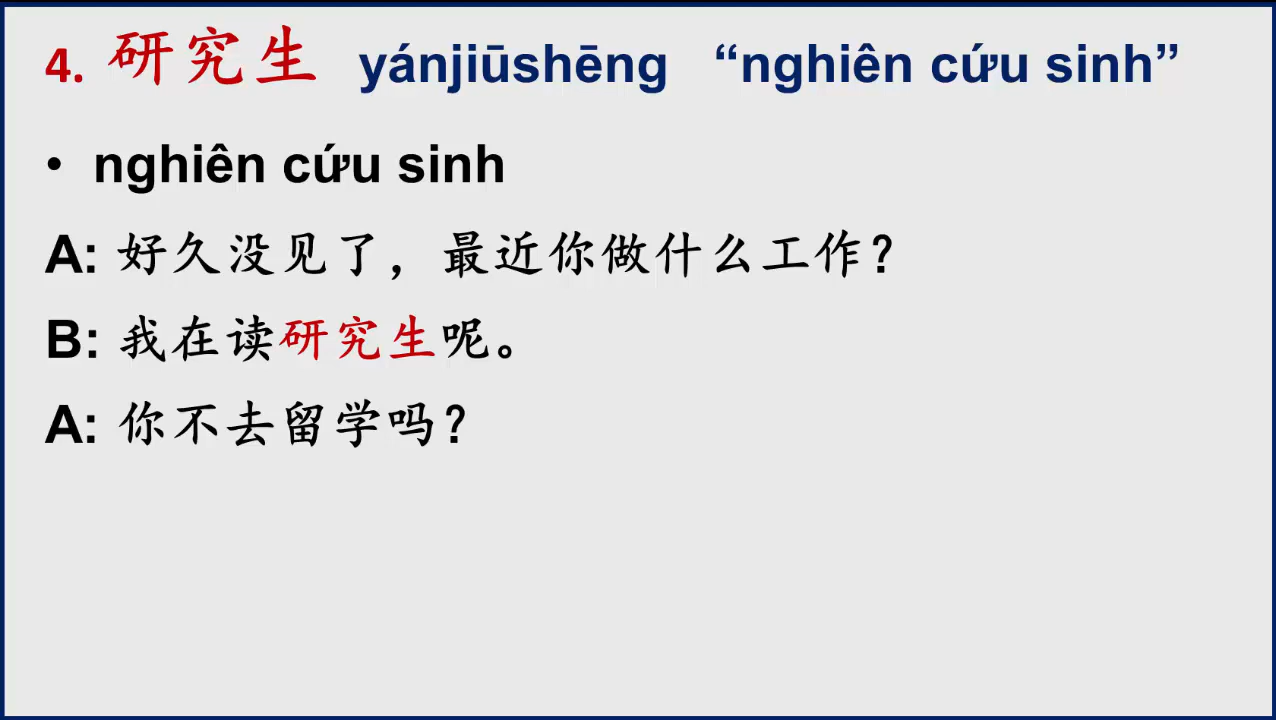 4. 研究生 yánjiūshēng “nghiên cứu sinh”
• nghiên cứu sinh
A: 好久没见了，最近你做什么工作？
B: 我在读研究生呢。
A: 你不去留学吗？